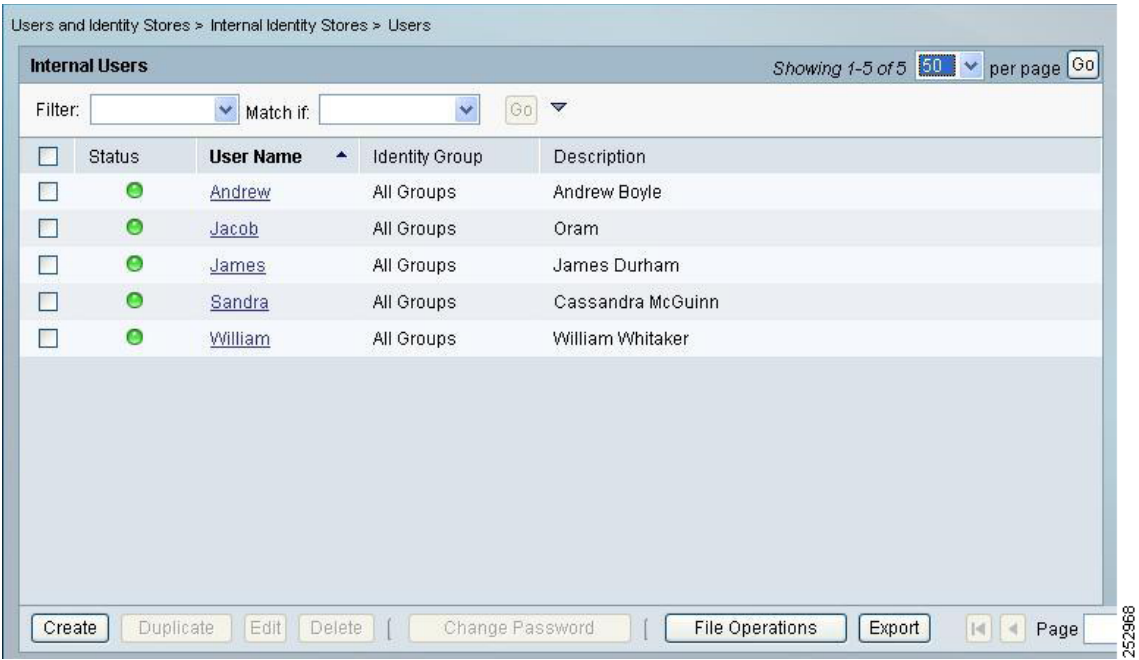 Users and Identity Stores > Internal Identity Stores > Users
Internal Users Showing 1-5 of 5 50 per page Go
Filter: Match if: Go
Status User Name Identity Group Description
Andrew All Groups Andrew Boyle
Jacob All Groups Oram
James All Groups James Durham
Sandra All Groups Cassandra McGuinn
William All Groups William Whitaker
Create Duplicate Edit Delete | Change Password | File Operations Export Page
252968